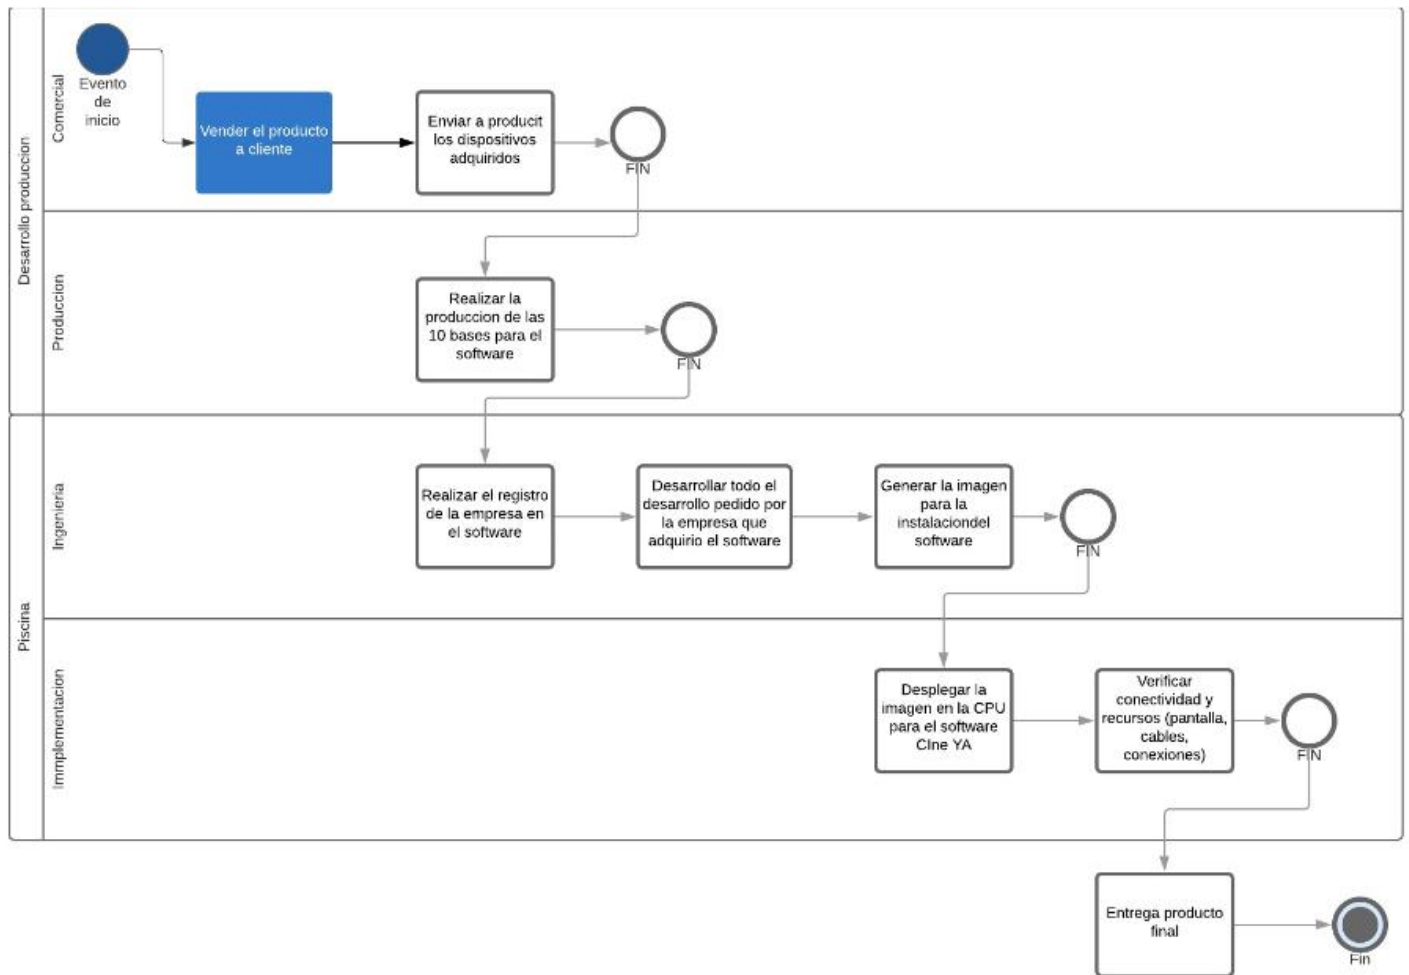 Desarrollo produccion
Comercial
Evento
de
inicio
Vender el producto
a cliente
Enviar a producit
los dispositivos
adquiridos
FIN
Produccion
Realizar la
produccion de las
10 bases para el
software
FIN
Piscina
Ingenieria
Realizar el registro
de la empresa en
el software
Desarrollar todo el
desarrollo pedido por
la empresa que
adquirio el software
Generar la imagen
para la
instalaciondel
software
FIN
Immplementacion
Desplegar la
imagen en la CPU
para el software
CIne YA
Verificar
conectividad y
recursos (pantalla,
cables,
conexiones)
FIN
Entrega producto
final
Fin